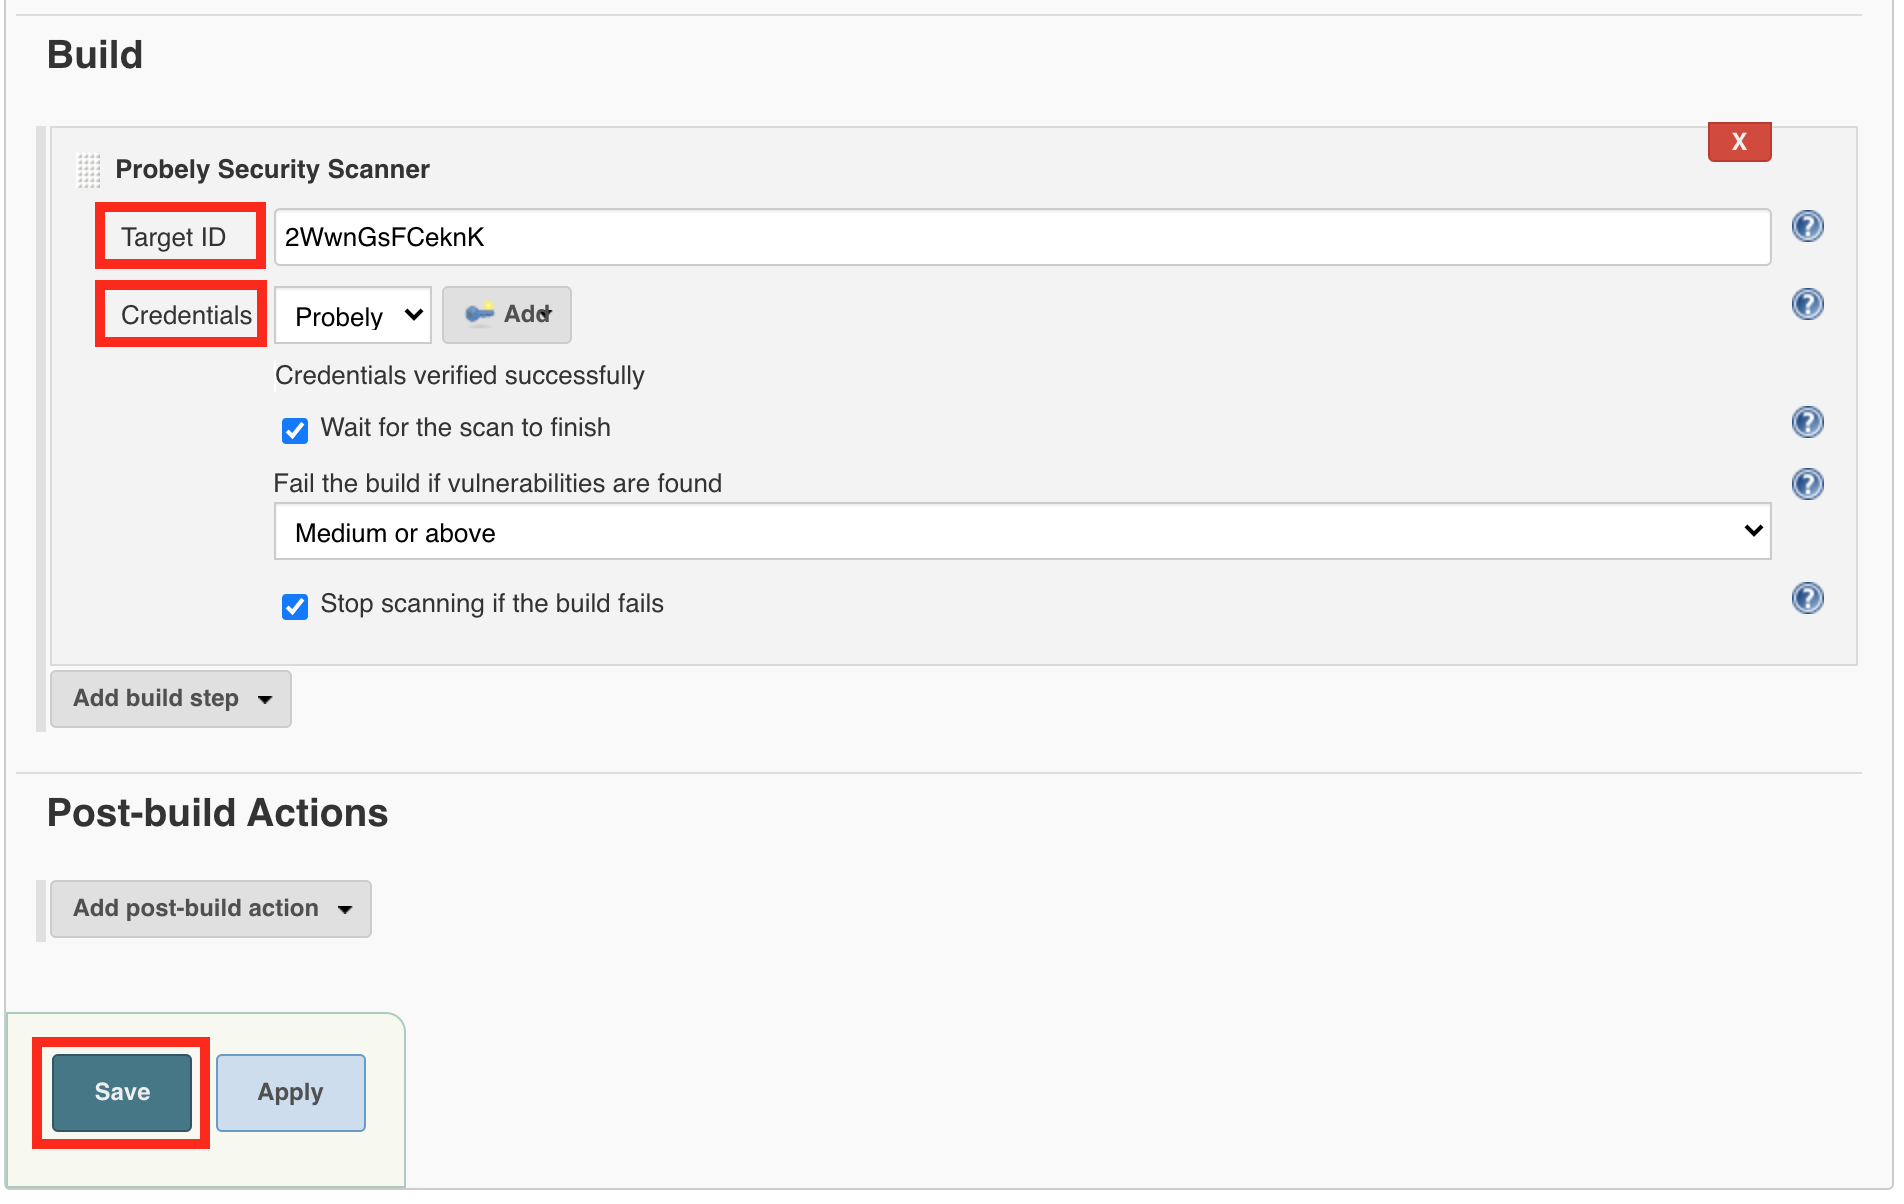 Build
X
Probely Security Scanner
Target ID 2WwnGsFCeknK
Credentials Probely Add
Credentials verified successfully
Wait for the scan to finish
Fail the build if vulnerabilities are found
Medium or above
Stop scanning if the build fails
Add build step
Post-build Actions
Add post-build action
Save Apply